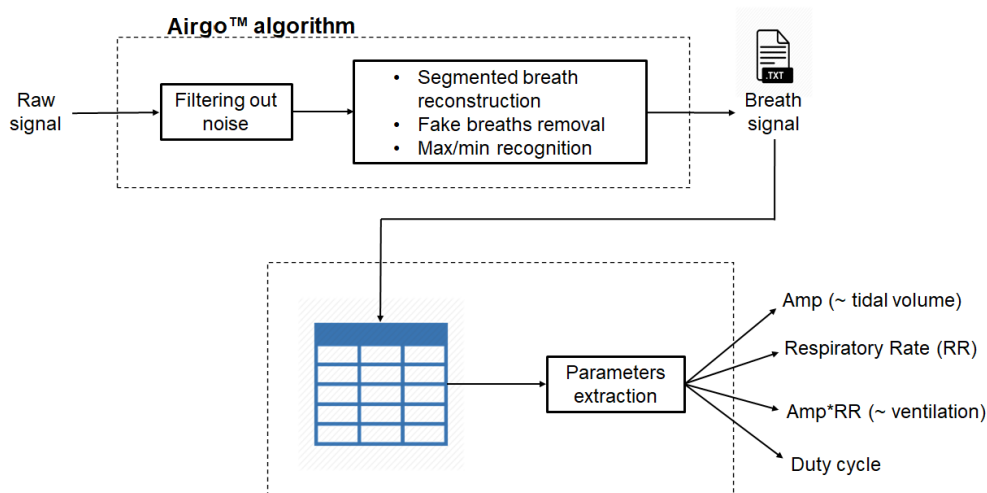 Airgo™ algorithm
Raw
signal
Filtering out
noise
• Segmented breath
reconstruction
• Fake breaths removal
• Max/min recognition
.TXT
Breath
signal
Parameters
extraction
Amp (~ tidal volume)
Respiratory Rate (RR)
Amp*RR (~ ventilation)
Duty cycle